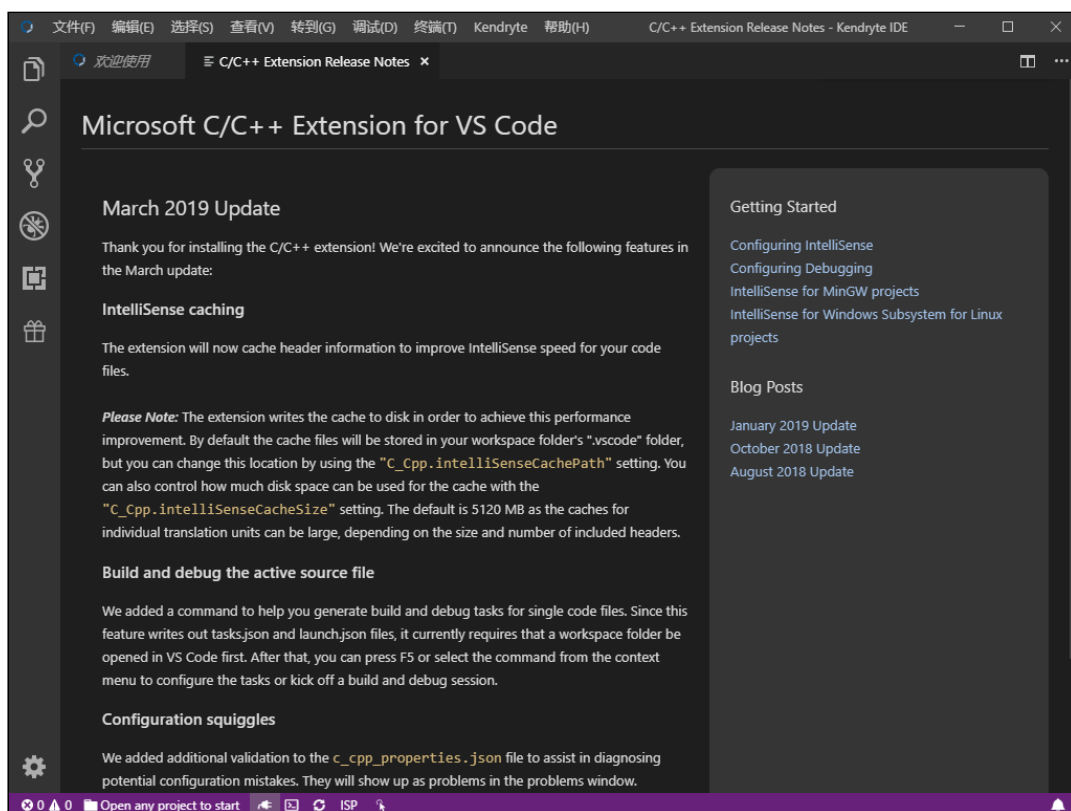 文件(F) 编辑(E) 选择(S) 查看(V) 转到(G) 调试(D) 终端(T) Kendryte 帮助(H) C/C++ Extension Release Notes - Kendryte IDE
欢迎使用 C/C++ Extension Release Notes
Microsoft C/C++ Extension for VS Code
March 2019 Update
Thank you for installing the C/C++ extension! We're excited to announce the following features in
the March update:
IntelliSense caching
The extension will now cache header information to improve IntelliSense speed for your code
files.
Please Note: The extension writes the cache to disk in order to achieve this performance
improvement. By default the cache files will be stored in your workspace folder's ".vscode" folder,
but you can change this location by using the "C_Cpp.intelliSenseCachePath" setting. You
can also control how much disk space can be used for the cache with the
"C_Cpp.intelliSenseCacheSize" setting. The default is 5120 MB as the caches for
individual translation units can be large, depending on the size and number of included headers.
Build and debug the active source file
We added a command to help you generate build and debug tasks for single code files. Since this
feature writes out tasks.json and launch.json files, it currently requires that a workspace folder be
opened in VS Code first. After that, you can press F5 or select the command from the context
menu to configure the tasks or kick off a build and debug session.
Configuration squiggles
We added additional validation to the c_cpp_properties.json file to assist in diagnosing
potential configuration mistakes. They will show up as problems in the problems window.
Getting Started
Configuring IntelliSense
Configuring Debugging
IntelliSense for MinGW projects
IntelliSense for Windows Subsystem for Linux
projects
Blog Posts
January 2019 Update
October 2018 Update
August 2018 Update
0 0 Open any project to start ISP